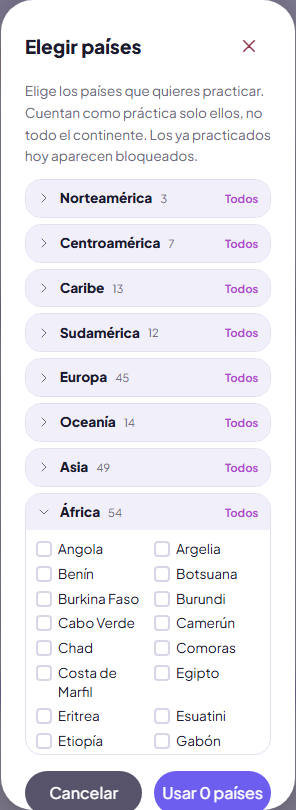 Elegir países
Elige los países que quieres practicar.
Cuentan como práctica solo ellos, no
todo el continente. Los ya practicados
hoy aparecen bloqueados.
Norteamérica 3 Todos
Centroamérica 7 Todos
Caribe 13 Todos
Sudamérica 12 Todos
Europa 45 Todos
Oceanía 14 Todos
Asia 49 Todos
África 54 Todos
Angola Argelia
Benín Botsuana
Burkina Faso Burundi
Cabo Verde Camerún
Chad Comoras
Costa de Egipto
Marfil
Eritrea Esuatini
Etiopía Gabón
Cancelar Usar 0 países